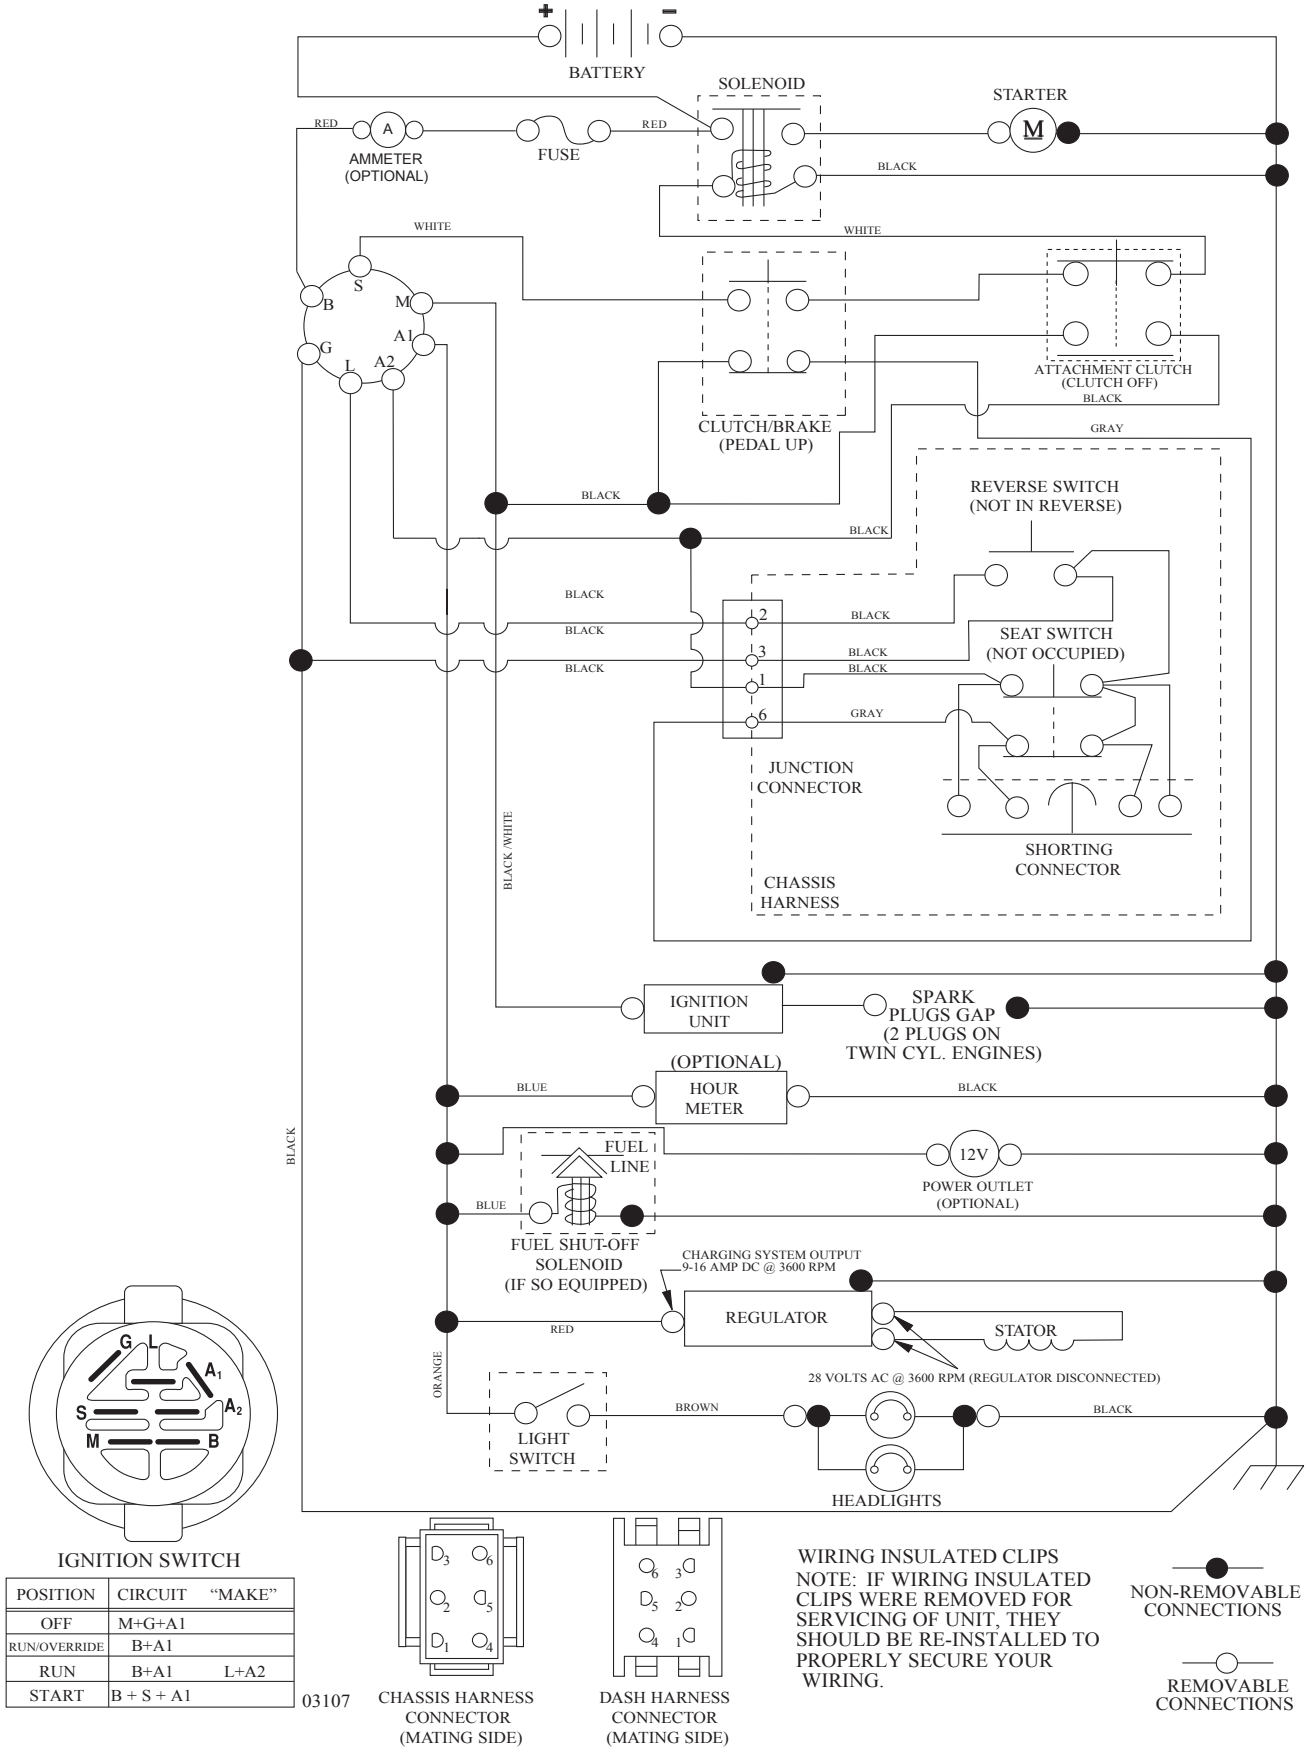 + −
BATTERY
SOLENOID
STARTER
RED
A
RED
M
AMMETER
(OPTIONAL)
FUSE
BLACK
WHITE
WHITE
S
B
M
A1
G
L
A2
ATTACHMENT CLUTCH
(CLUTCH OFF)
BLACK
CLUTCH/BRAKE
(PEDAL UP)
GRAY
REVERSE SWITCH
(NOT IN REVERSE)
BLACK
BLACK
BLACK
2
BLACK
BLACK
SEAT SWITCH
(NOT OCCUPIED)
3
BLACK
BLACK
BLACK
1
6
GRAY
JUNCTION
CONNECTOR
BLACK /WHITE
SHORTING
CONNECTOR
CHASSIS
HARNESS
IGNITION
UNIT
SPARK
PLUGS GAP
(2 PLUGS ON
TWIN CYL. ENGINES)
(OPTIONAL)
HOUR
METER
BLUE
BLACK
BLACK
FUEL
LINE
12V
POWER OUTLET
(OPTIONAL)
BLUE
FUEL SHUT-OFF
SOLENOID
(IF SO EQUIPPED)
CHARGING SYSTEM OUTPUT
9-16 AMP DC @ 3600 RPM
REGULATOR
RED
STATOR
ORANGE
28 VOLTS AC @ 3600 RPM (REGULATOR DISCONNECTED)
BROWN
BLACK
LIGHT
SWITCH
HEADLIGHTS
G L
A1
S
A2
M
B
IGNITION SWITCH
POSITION CIRCUIT “MAKE”
OFF M+G+A1
RUN/OVERRIDE B+A1
RUN B+A1 L+A2
START B + S + A1
03107
3 6
2 5
1 4
CHASSIS HARNESS
CONNECTOR
(MATING SIDE)
6 3
5 2
4 1
DASH HARNESS
CONNECTOR
(MATING SIDE)
WIRING INSULATED CLIPS
NOTE: IF WIRING INSULATED
CLIPS WERE REMOVED FOR
SERVICING OF UNIT, THEY
SHOULD BE RE-INSTALLED TO
PROPERLY SECURE YOUR
WIRING.
NON-REMOVABLE
CONNECTIONS
REMOVABLE
CONNECTIONS